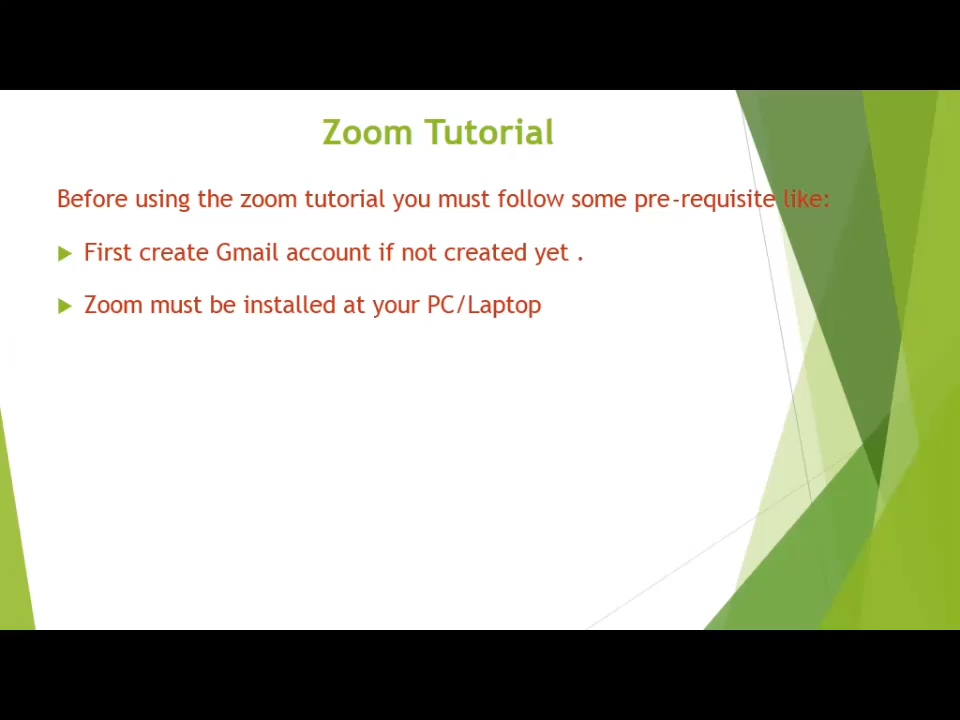 Zoom Tutorial
Before using the zoom tutorial you must follow some pre-requisite like:
First create Gmail account if not created yet .
Zoom must be installed at your PC/Laptop